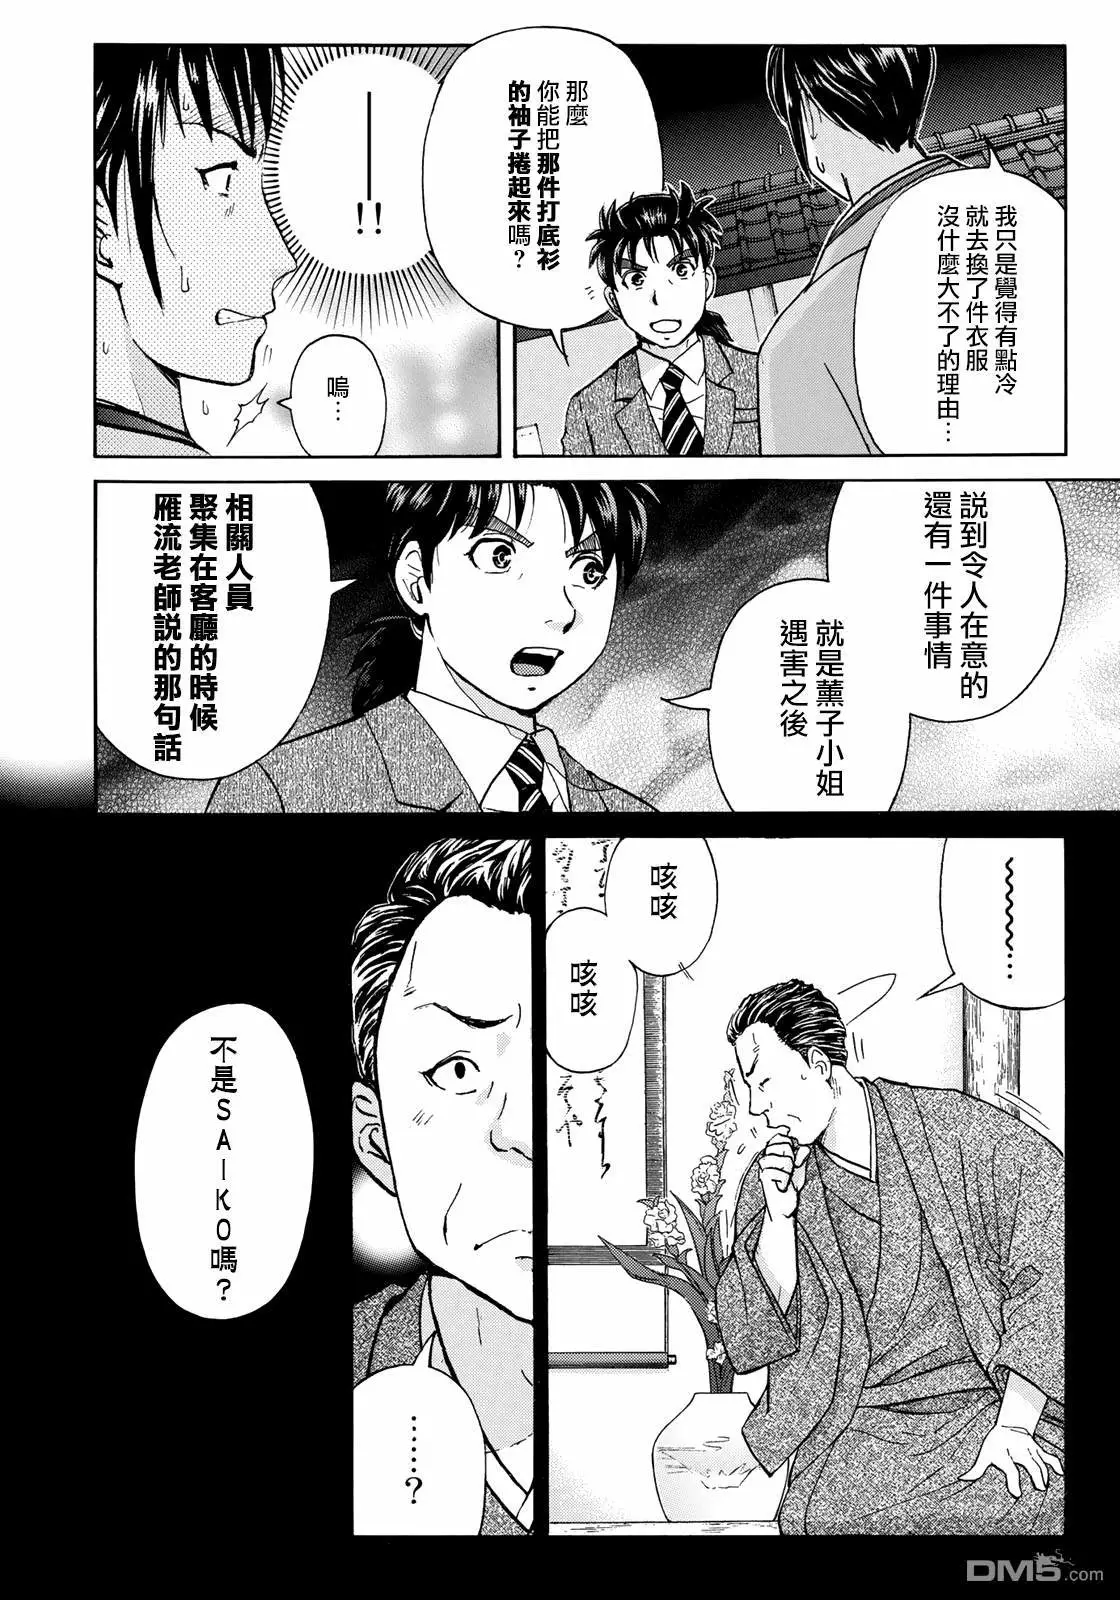 我只是覺得有點冷
就去換了件衣服
沒什麼大不了的理由…
那麼
你能把那件打底衫
的袖子捲起來嗎？
——!!
嗚…
説到令人在意的
還有一件事情
就是薰子小姐
遇害之後
相關人員
聚集在客廳的時候
雁流老師説的那句話
～～～……
咳咳
咳咳
……？
不是SAIKO嗎？
DM5.com